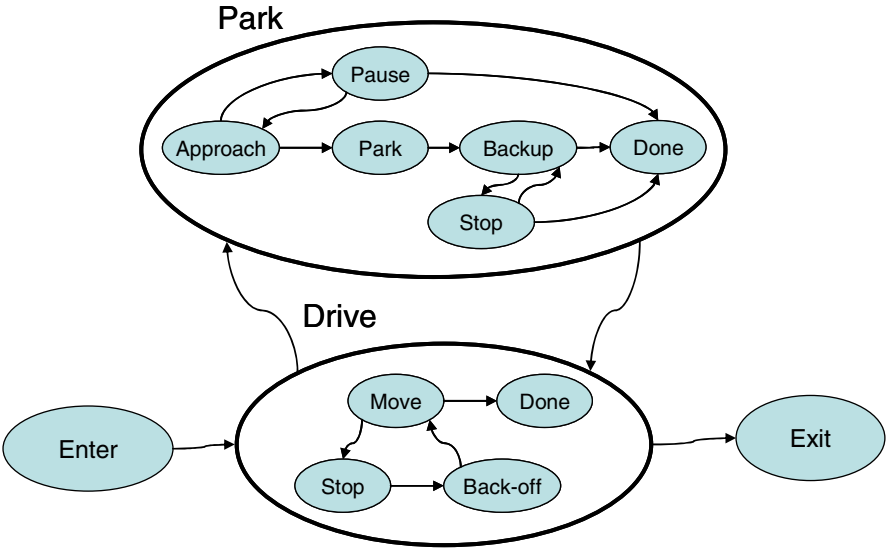 Park
Pause
Approach
Park
Backup
Done
Stop
Drive
Move
Done
Enter
Exit
Stop
Back-off